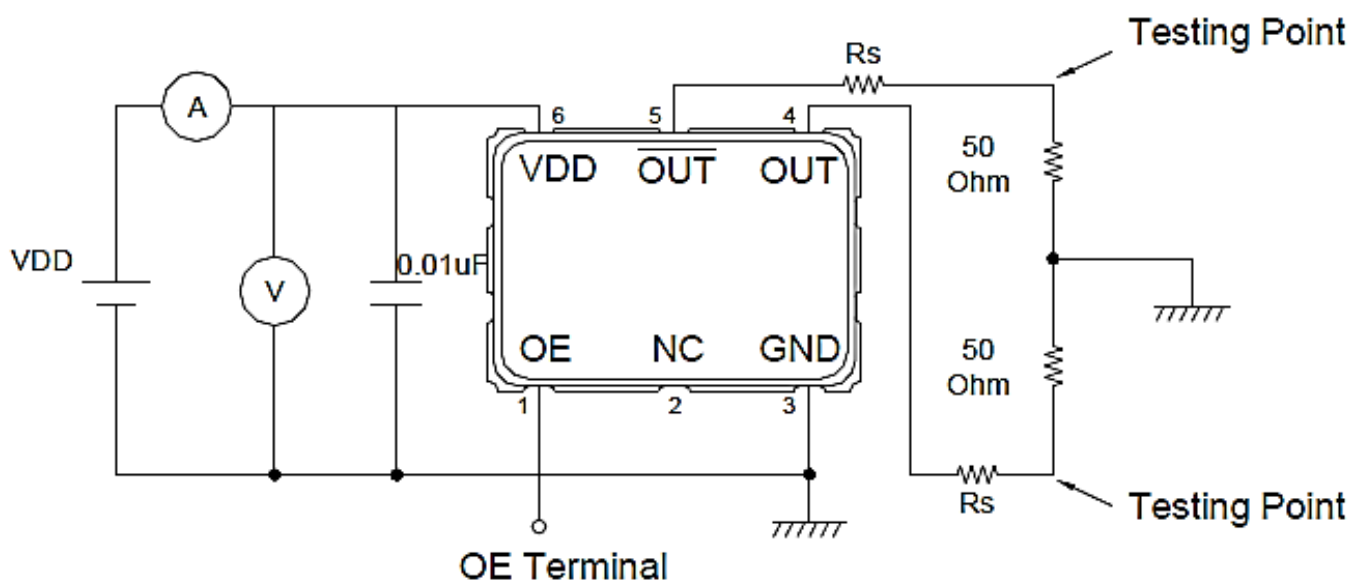 Testing Point
Rs
A
6
5
4
VDD
OUT
OUT
50
Ohm
VDD
V
0.01uF
OE
NC
GND
50
Ohm
1
2
3
Rs
Testing Point
OE Terminal